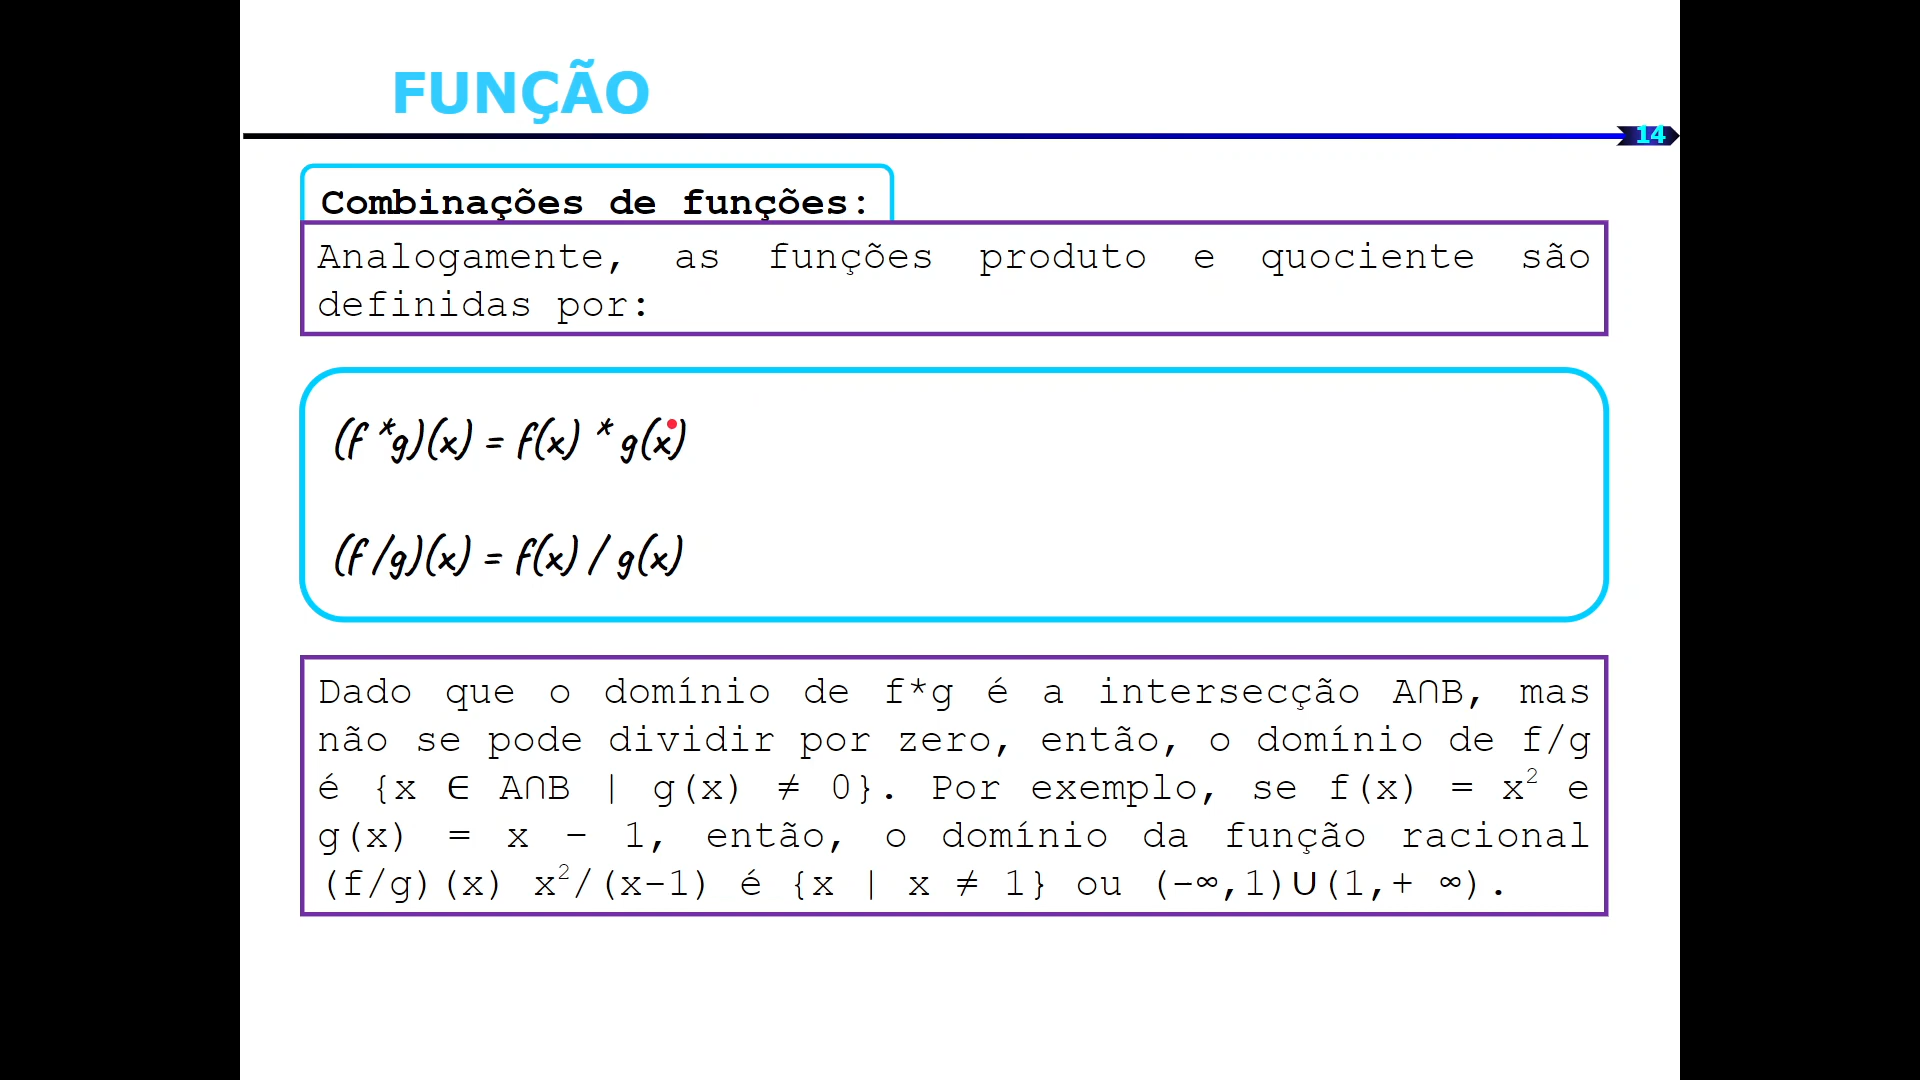 FUNÇÃO
14
Combinações de funções:
Analogamente, as funções produto e quociente são
definidas por:
(f *g)(x) = f(x) * g(x)
(f /g)(x) = f(x) / g(x)
Dado que o domínio de f*g é a intersecção A∩B, mas
não se pode dividir por zero, então, o domínio de f/g
é {x ∈ A∩B | g(x) ≠ 0}. Por exemplo, se f(x) = x² e
g(x) = x – 1, então, o domínio da função racional
(f/g)(x) x²/(x-1) é {x | x ≠ 1} ou (-∞,1)∪(1,+ ∞).